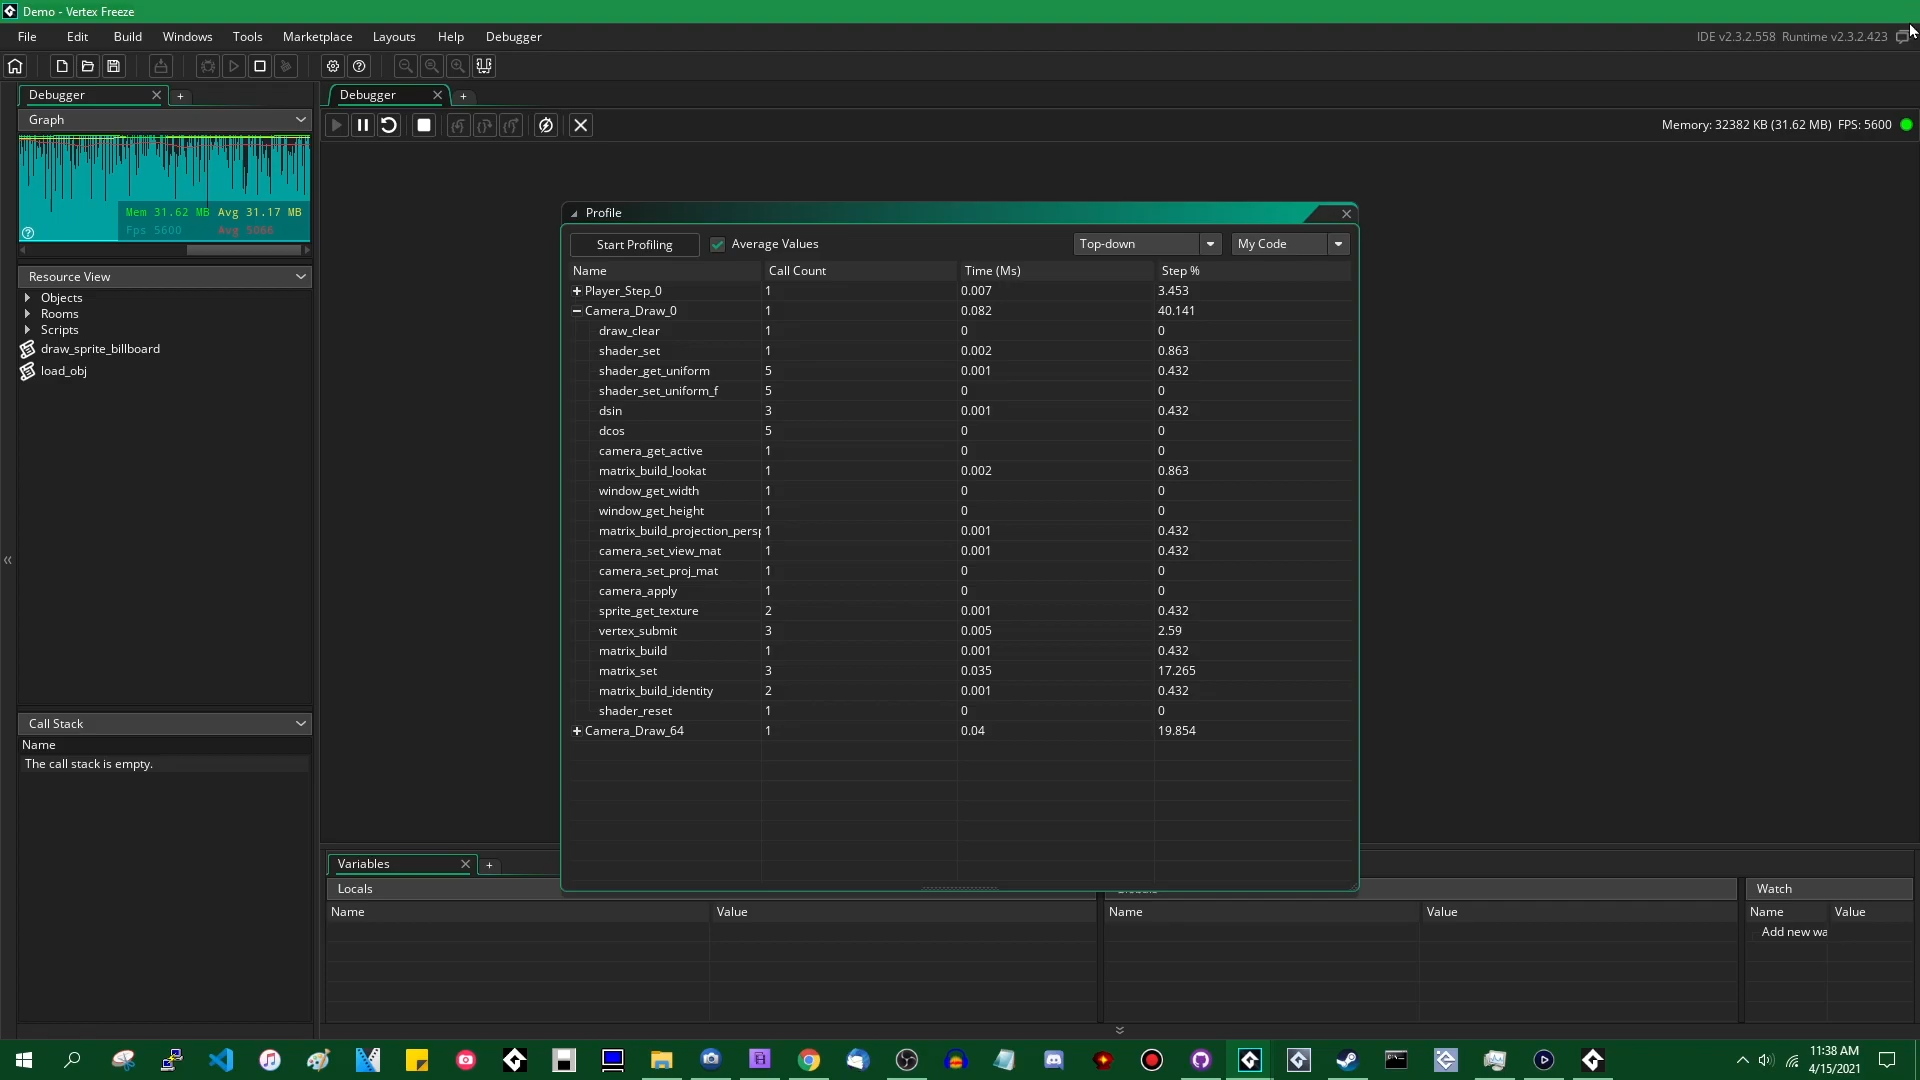 Demo - Vertex Freeze
File Edit Build Windows Tools Marketplace Layouts Help Debugger
IDE v2.3.2.558 Runtime v2.3.2.423
Debugger
Debugger
Graph
Memory: 32382 KB (31.62 MB) FPS: 5600
Mem 31.62 MB Avg 31.17 MB
Fps 5600 Avg 5066
Resource View
Objects
Rooms
Scripts
draw_sprite_billboard
load_obj
Call Stack
Name
The call stack is empty.
Profile
Start Profiling Average Values Top-down My Code
Name Call Count Time (Ms) Step %
Player_Step_0 1 0.007 3.453
Camera_Draw_0 1 0.082 40.141
draw_clear 1 0 0
shader_set 1 0.002 0.863
shader_get_uniform 5 0.001 0.432
shader_set_uniform_f 5 0 0
dsin 3 0.001 0.432
dcos 5 0 0
camera_get_active 1 0 0
matrix_build_lookat 1 0.002 0.863
window_get_width 1 0 0
window_get_height 1 0 0
matrix_build_projection_persp 1 0.001 0.432
camera_set_view_mat 1 0.001 0.432
camera_set_proj_mat 1 0 0
camera_apply 1 0 0
sprite_get_texture 2 0.001 0.432
vertex_submit 3 0.005 2.59
matrix_build 1 0.001 0.432
matrix_set 3 0.035 17.265
matrix_build_identity 2 0.001 0.432
shader_reset 1 0 0
Camera_Draw_64 1 0.04 19.854
Variables
Locals
Name Value
Name Value
Watch
Name Value
Add new wa
11:38 AM
4/15/2021